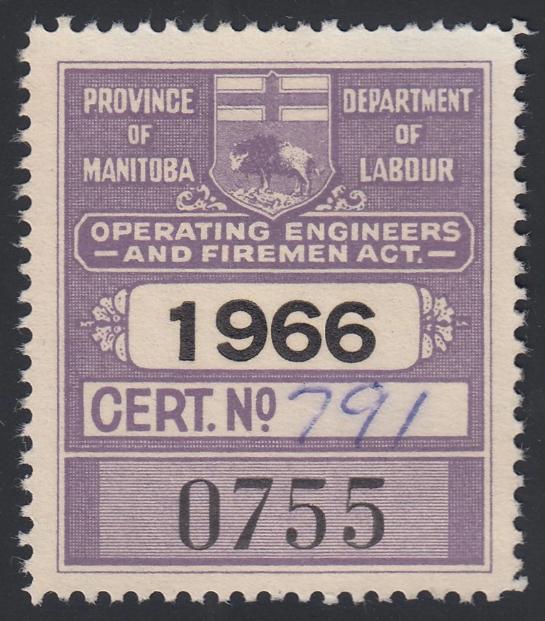 PROVINCE
OF
MANITOBA
DEPARTMENT
OF
LABOUR
OPERATING ENGINEERS
—AND FIREMEN ACT.—
1966
CERT. No 791
0755